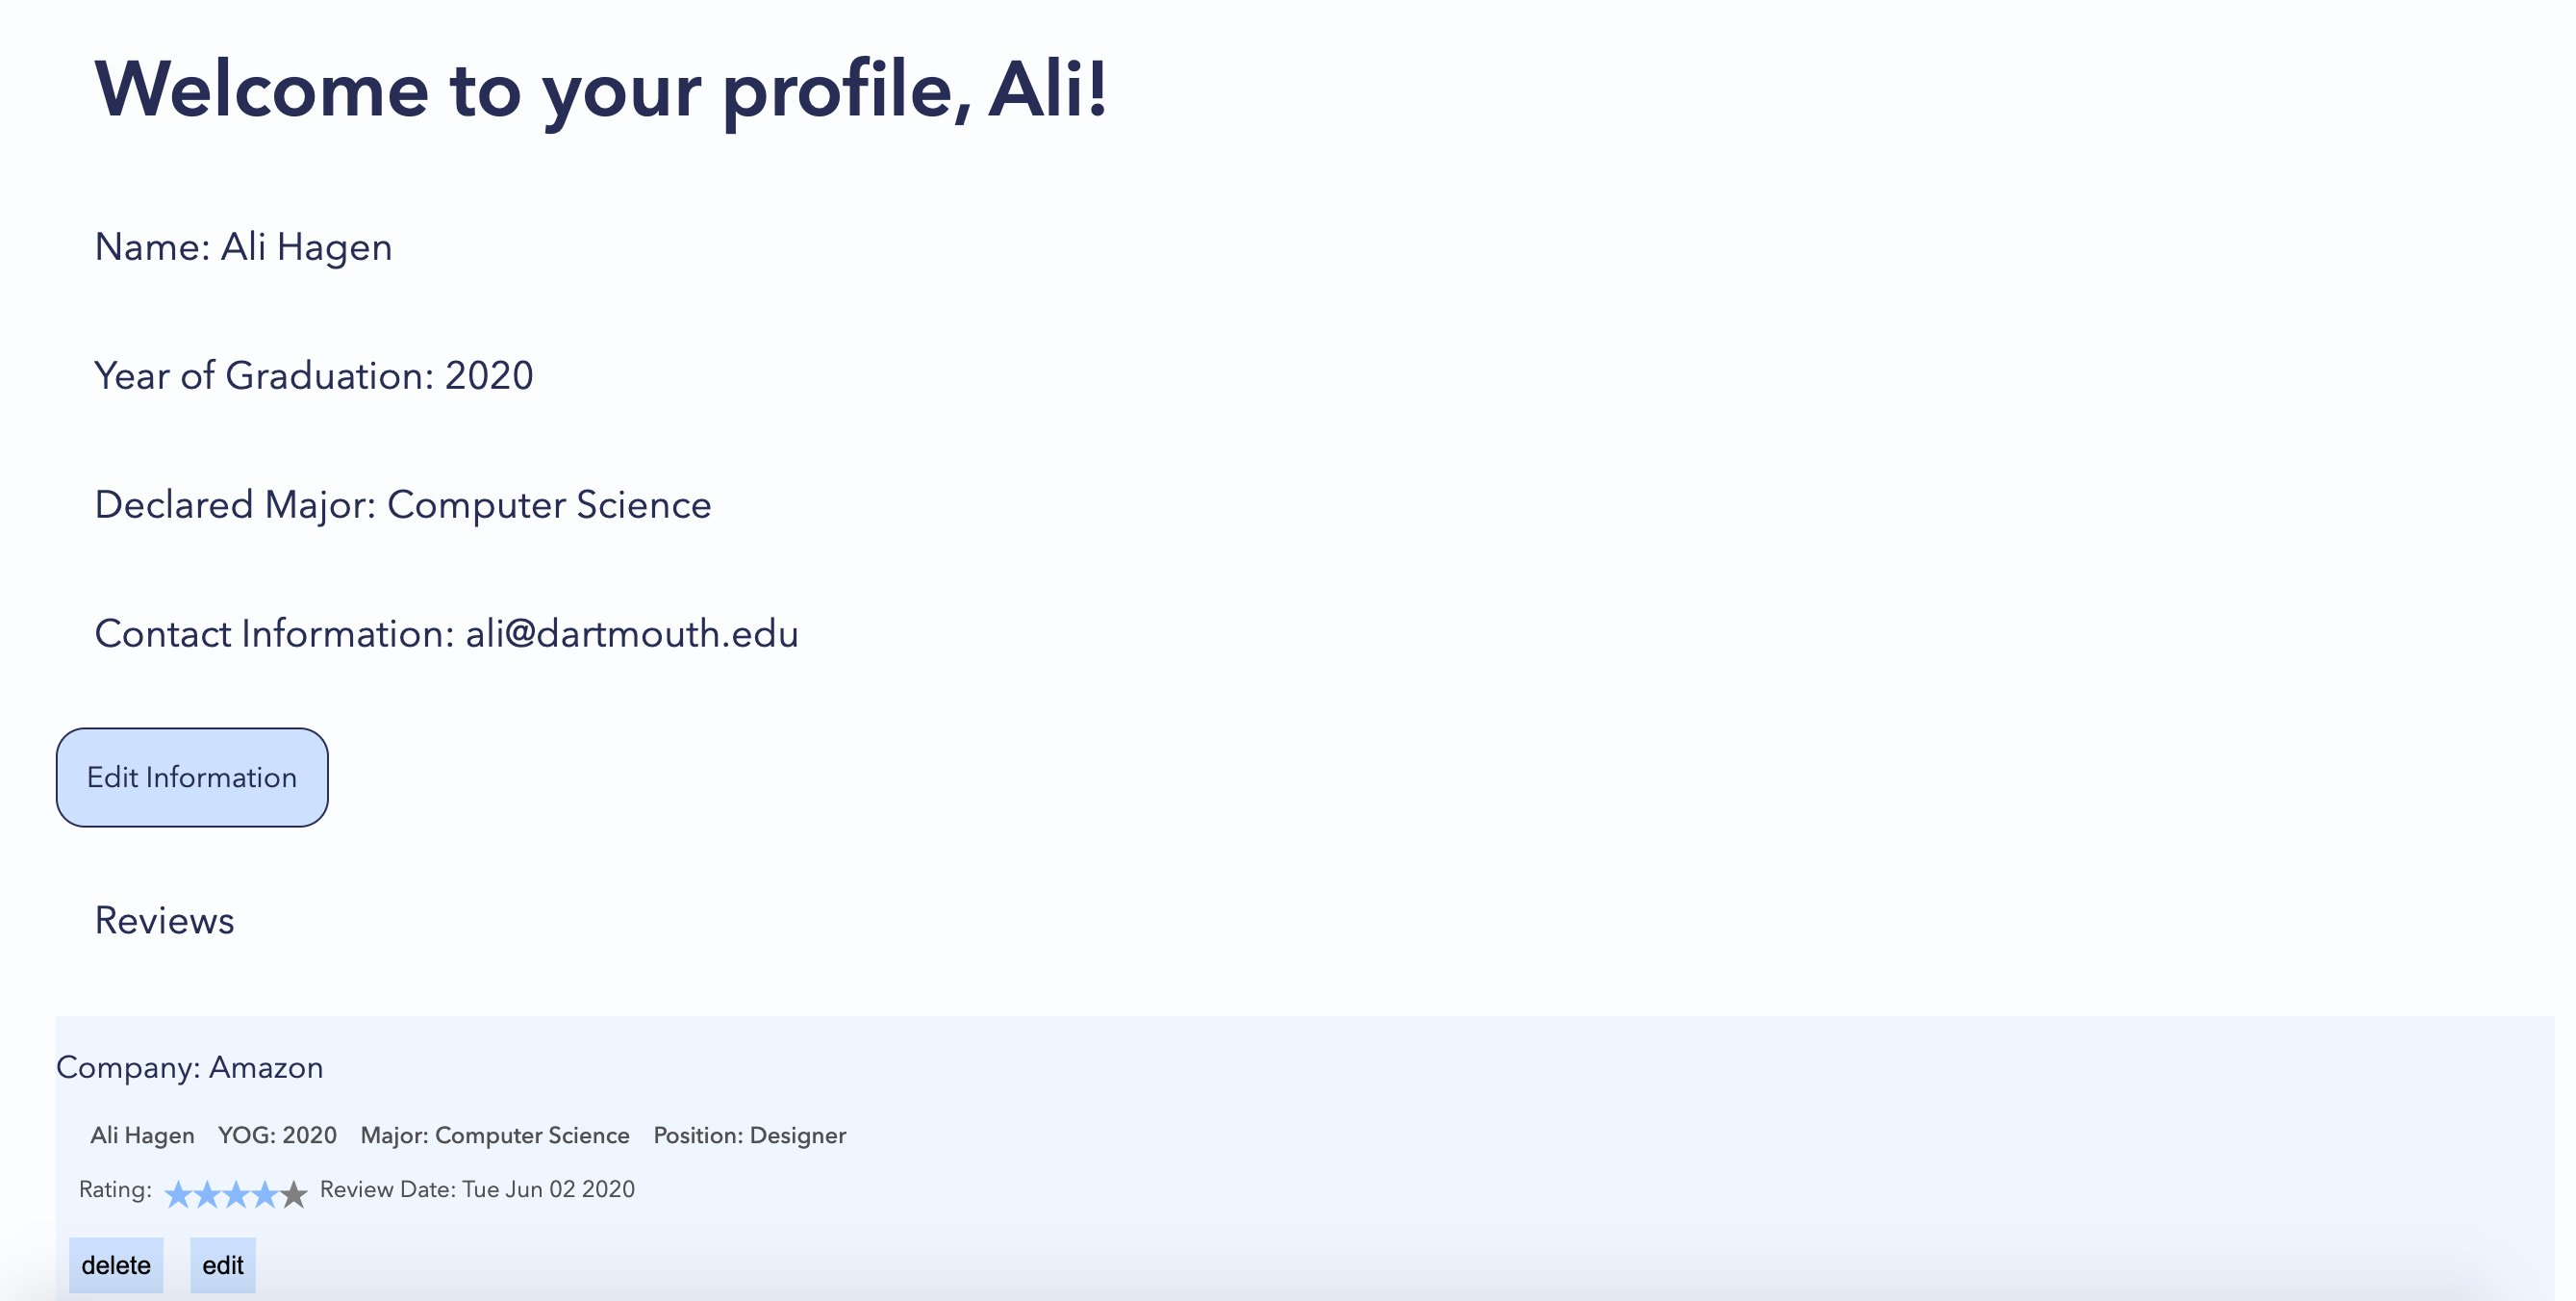 Welcome to your profile, Ali!
Name: Ali Hagen
Year of Graduation: 2020
Declared Major: Computer Science
Contact Information: ali@dartmouth.edu
Edit Information
Reviews
Company: Amazon
Ali Hagen YOG: 2020 Major: Computer Science Position: Designer
Rating: ★★★★★ Review Date: Tue Jun 02 2020
delete edit